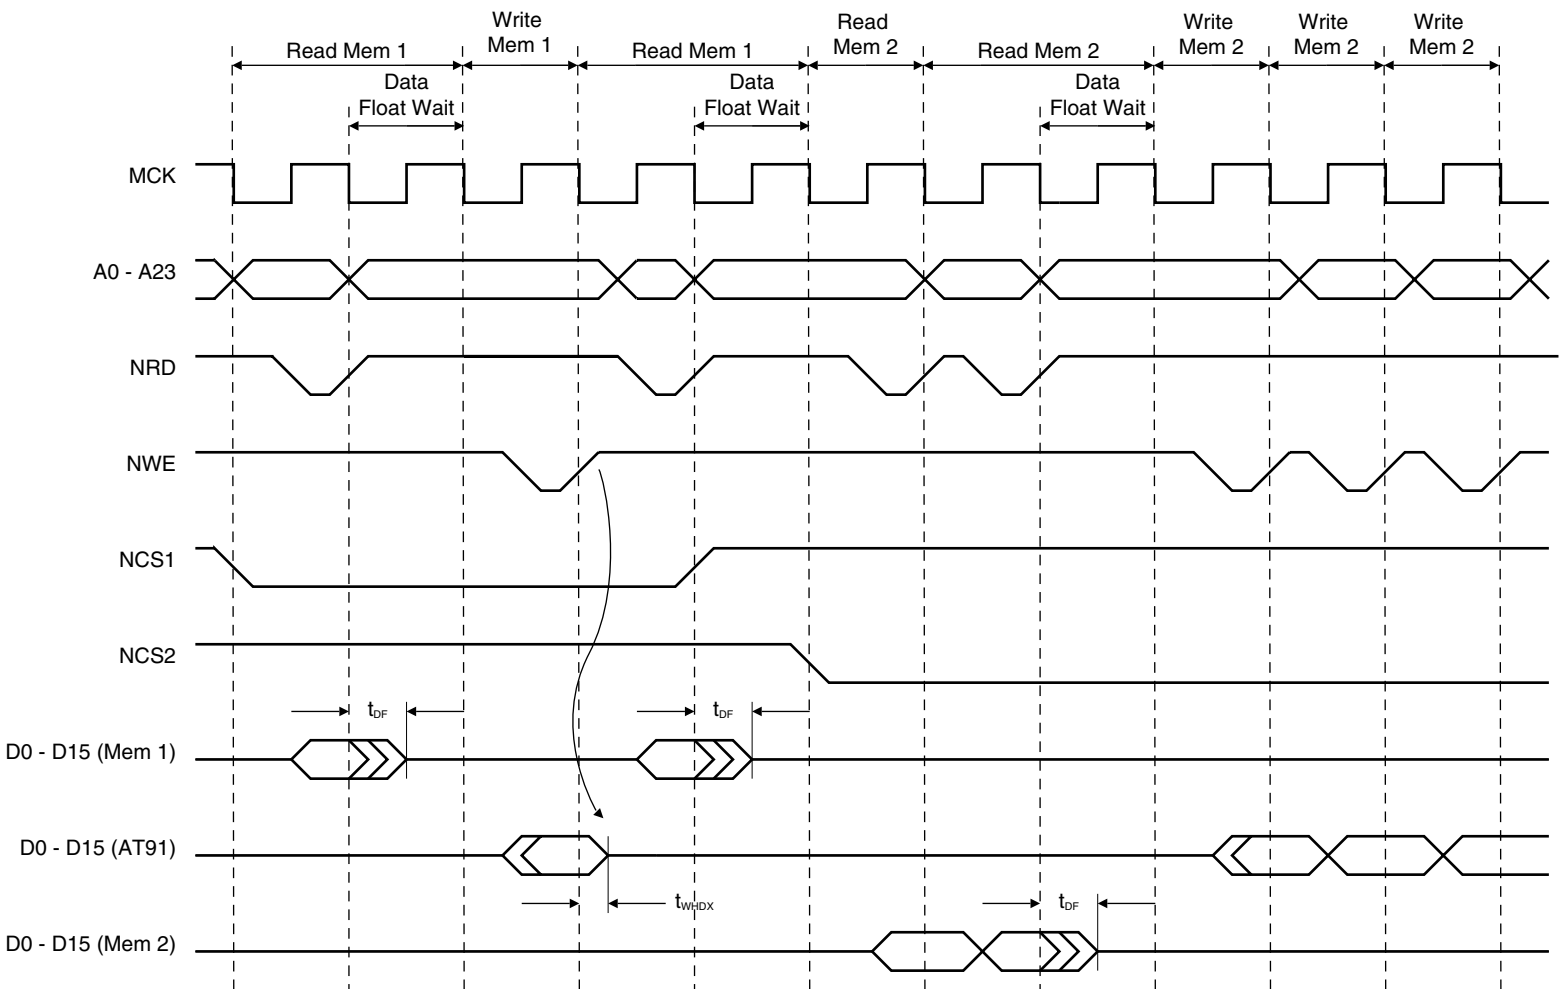 Read Mem 1
Write
Mem 1
Read Mem 1
Read
Mem 2
Read Mem 2
Write
Mem 2
Write
Mem 2
Write
Mem 2
Data
Float Wait
Data
Float Wait
Data
Float Wait
MCK
A0 - A23
NRD
NWE
NCS1
NCS2
tDF
tDF
D0 - D15 (Mem 1)
D0 - D15 (AT91)
tWHDX
tDF
D0 - D15 (Mem 2)